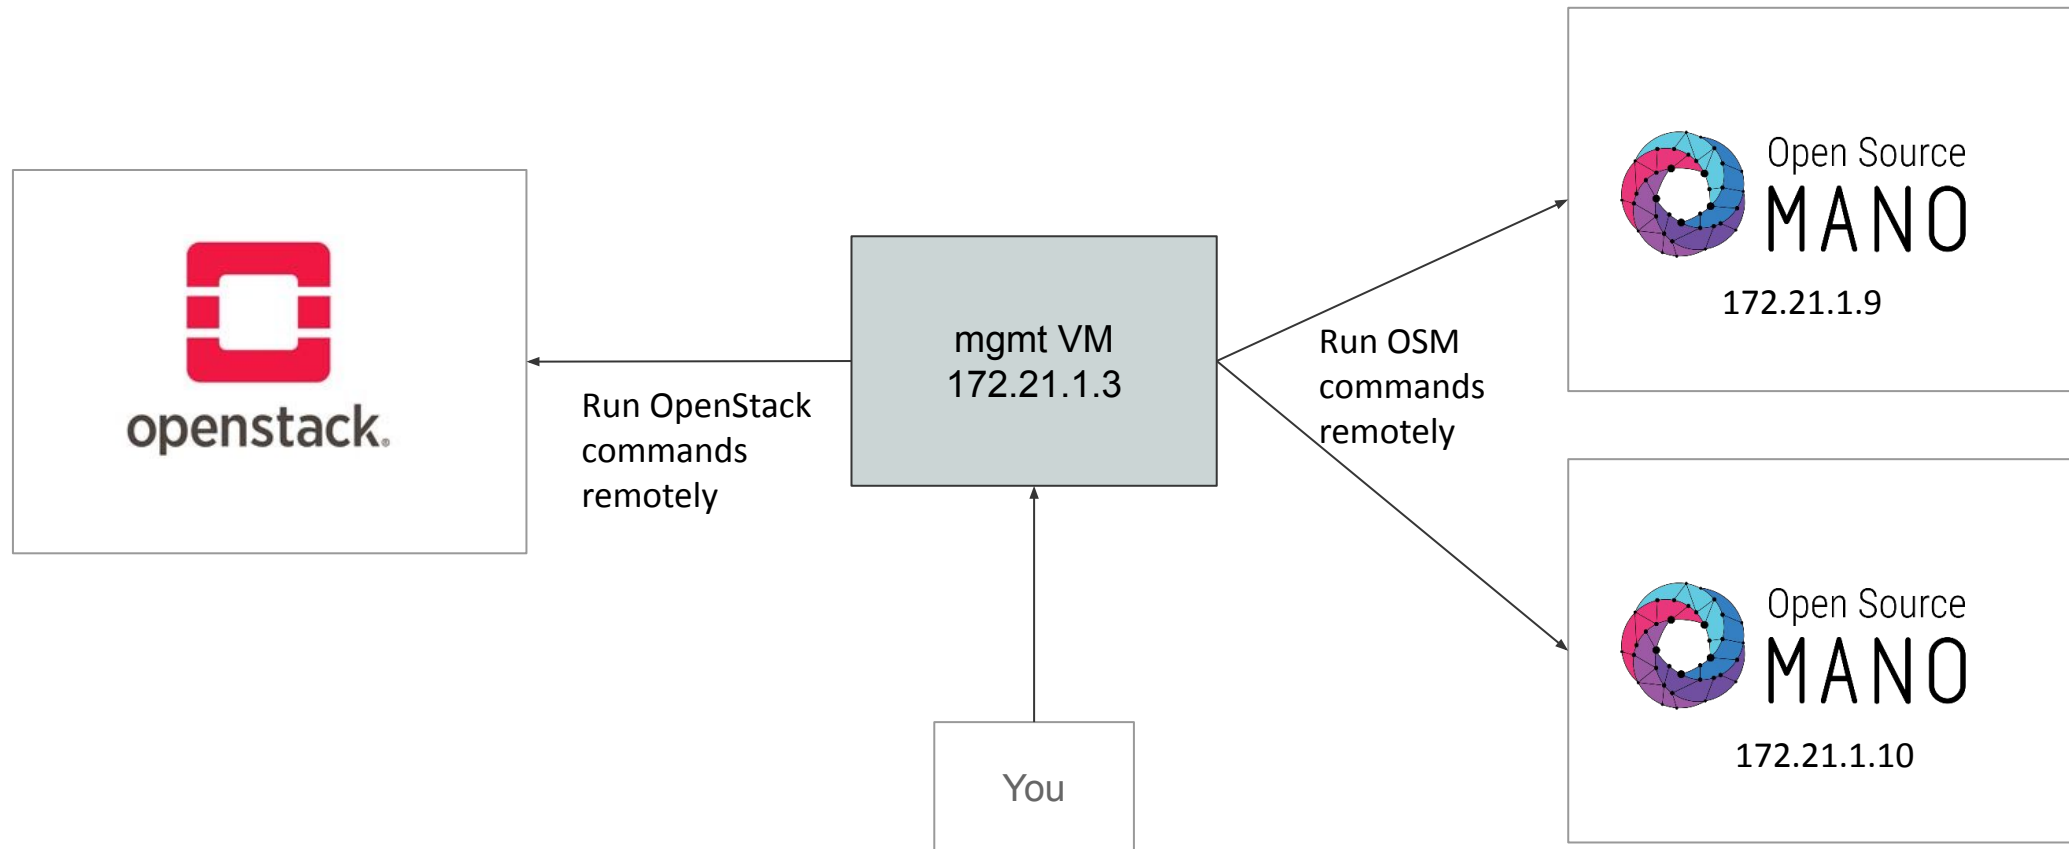 openstack.
Run OpenStack
commands
remotely
mgmt VM
172.21.1.3
You
Run OSM
commands
remotely
Open Source
MANO
172.21.1.9
Open Source
MANO
172.21.1.10